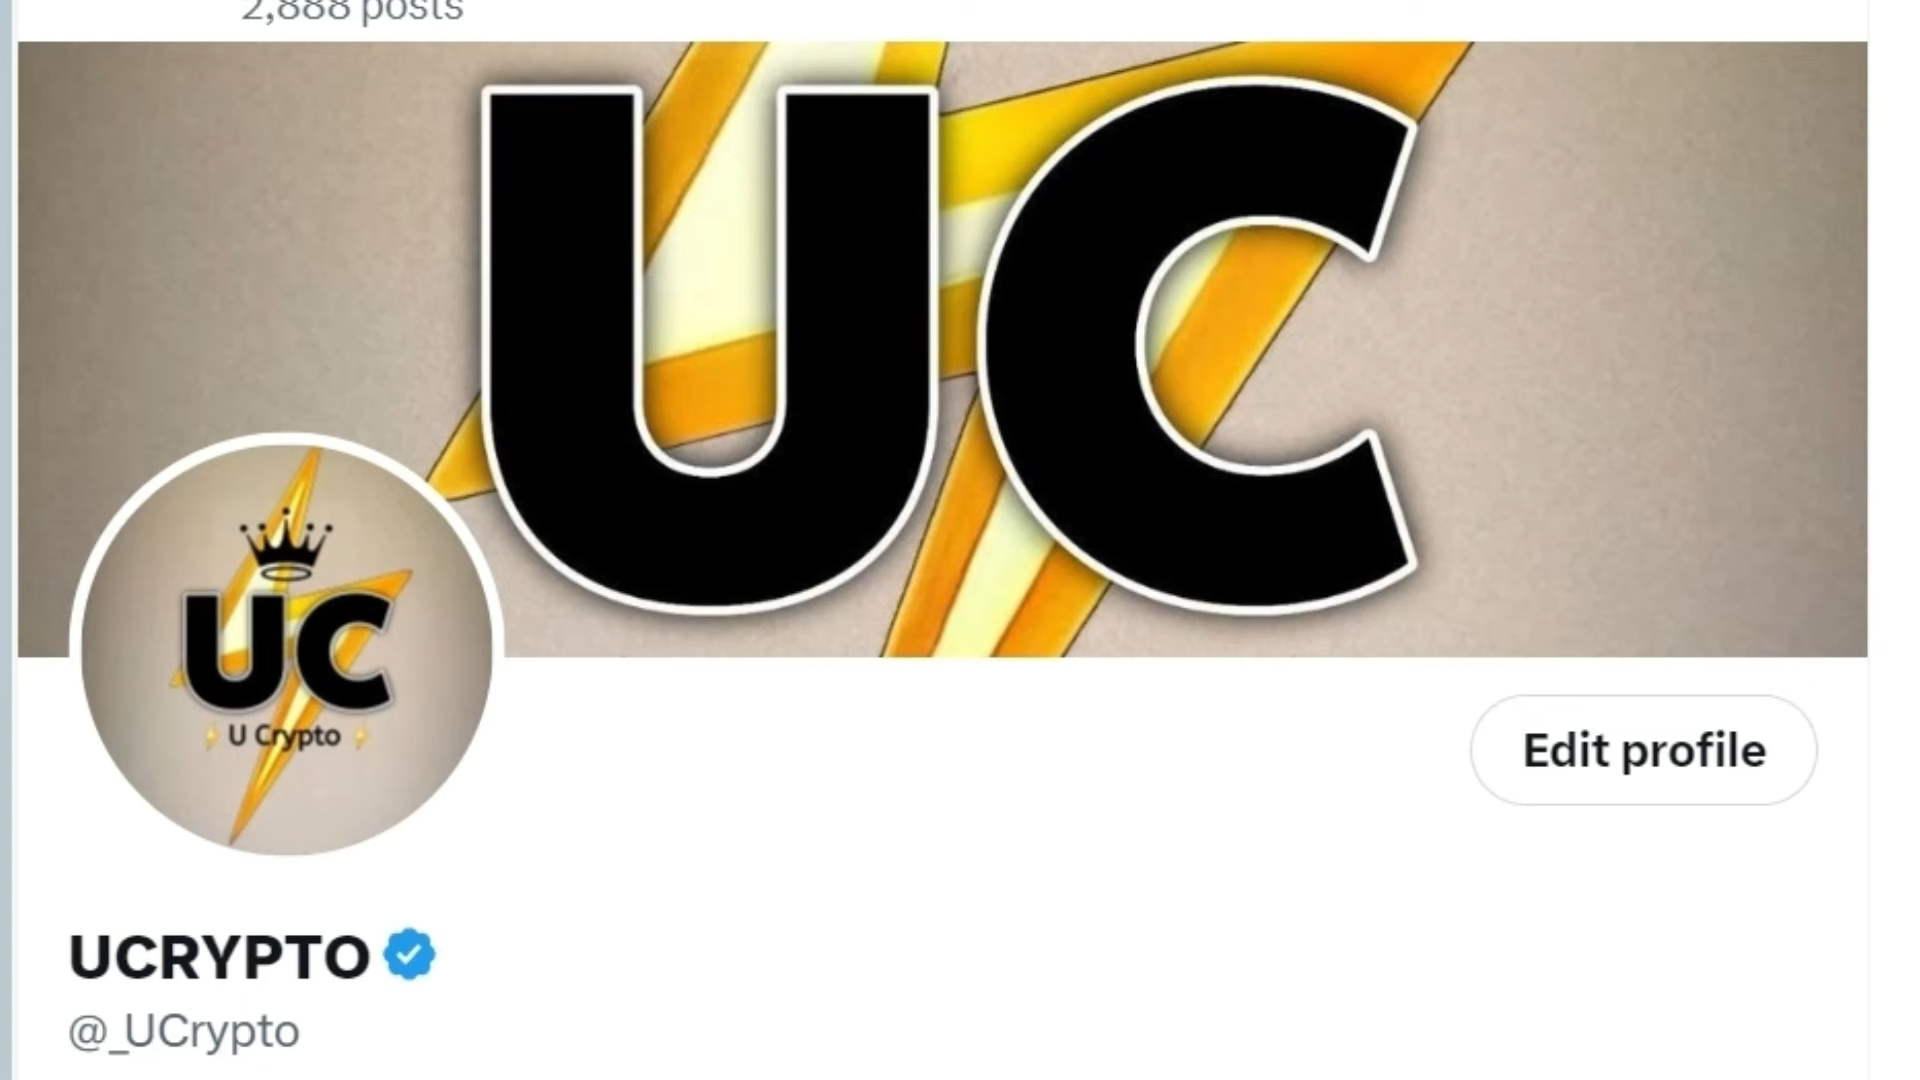 2,888 posts
UC
UC
U Crypto
Edit profile
UCRYPTO
@_UCrypto